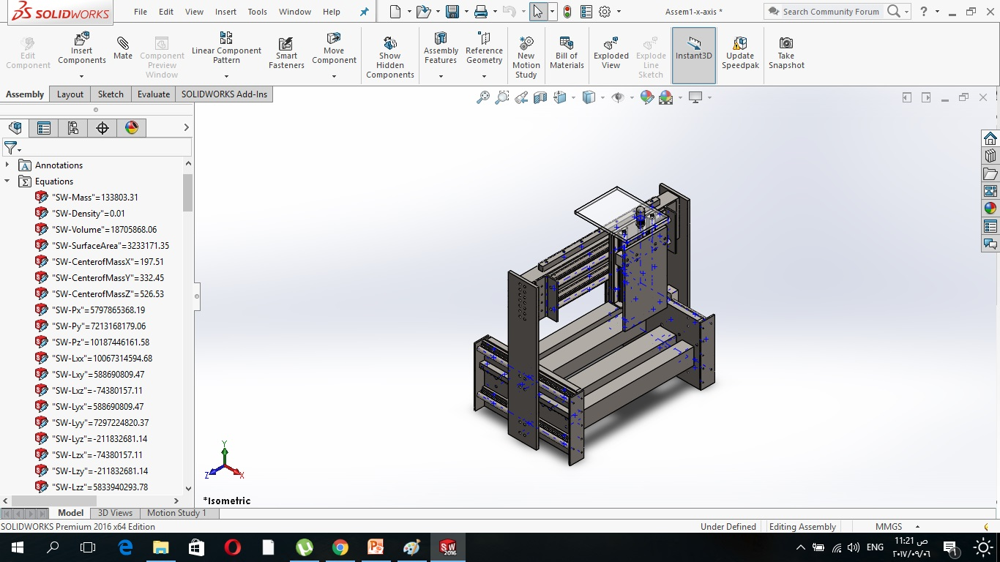 SOLIDWORKS
File Edit View Insert Tools Window Help
Assem1-x-axis *
Search Community Forum
?
Edit Component
Insert Components
Mate
Component Preview Window
Linear Component Pattern
Smart Fasteners
Move Component
Show Hidden Components
Assembly Features
Reference Geometry
New Motion Study
Bill of Materials
Exploded View
Explode Line Sketch
Instant3D
Update Speedpak
Take Snapshot
Assembly Layout Sketch Evaluate SOLIDWORKS Add-Ins
Annotations
Equations
"SW-Mass"=133803.31
"SW-Density"=0.01
"SW-Volume"=18705868.06
"SW-SurfaceArea"=3233171.35
"SW-CenterofMassX"=197.51
"SW-CenterofMassY"=332.45
"SW-CenterofMassZ"=526.53
"SW-Px"=5797865368.19
"SW-Py"=7213168179.06
"SW-Pz"=10187446161.58
"SW-Lxx"=10067314594.68
"SW-Lxy"=588690809.47
"SW-Lxz"=-74380157.11
"SW-Lyx"=588690809.47
"SW-Lyy"=7297224820.37
"SW-Lyz"=-211832681.14
"SW-Lzx"=-74380157.11
"SW-Lzy"=-211832681.14
"SW-Lzz"=5833940293.78
Y
Z
X
*Isometric
Model 3D Views Motion Study 1
SOLIDWORKS Premium 2016 x64 Edition
Under Defined Editing Assembly MMGS
SW 2016
ENG
11:21 ص
٢٠١٧/٠٩/٠٦
1